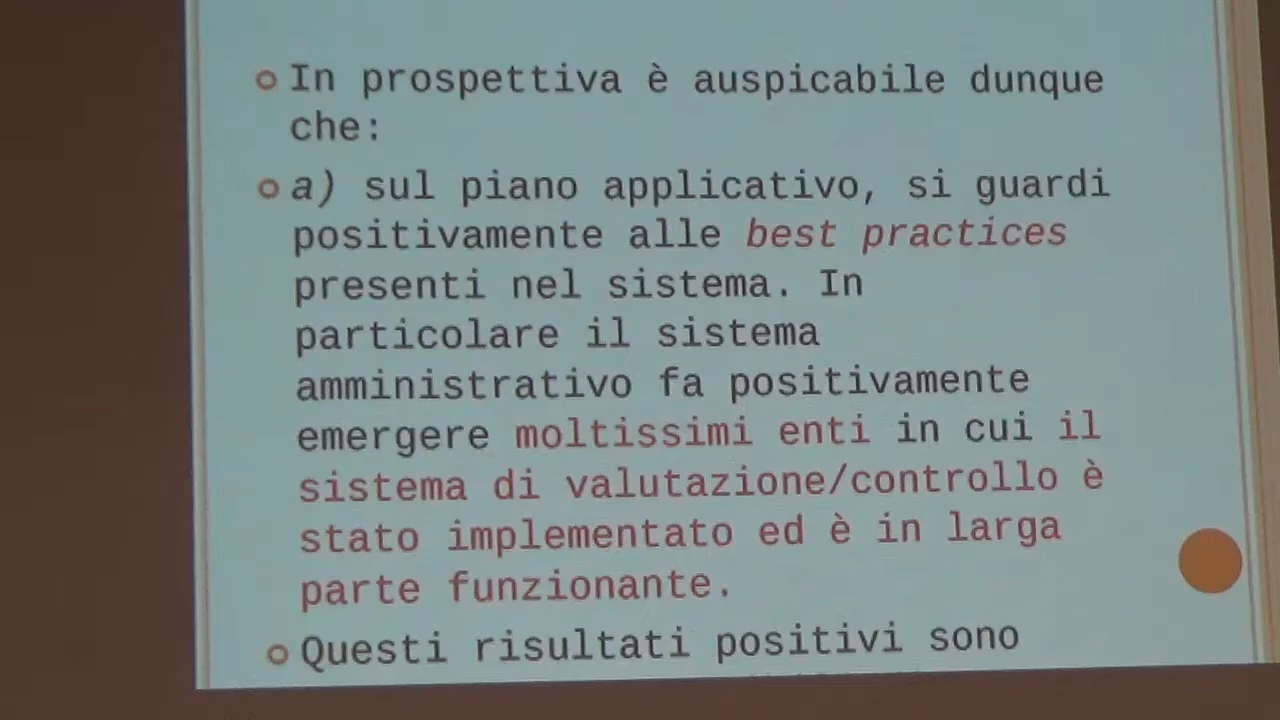 In prospettiva è auspicabile dunque
che:
a) sul piano applicativo, si guardi
positivamente alle best practices
presenti nel sistema. In
particolare il sistema
amministrativo fa positivamente
emergere moltissimi enti in cui il
sistema di valutazione/controllo è
stato implementato ed è in larga
parte funzionante.
Questi risultati positivi sono